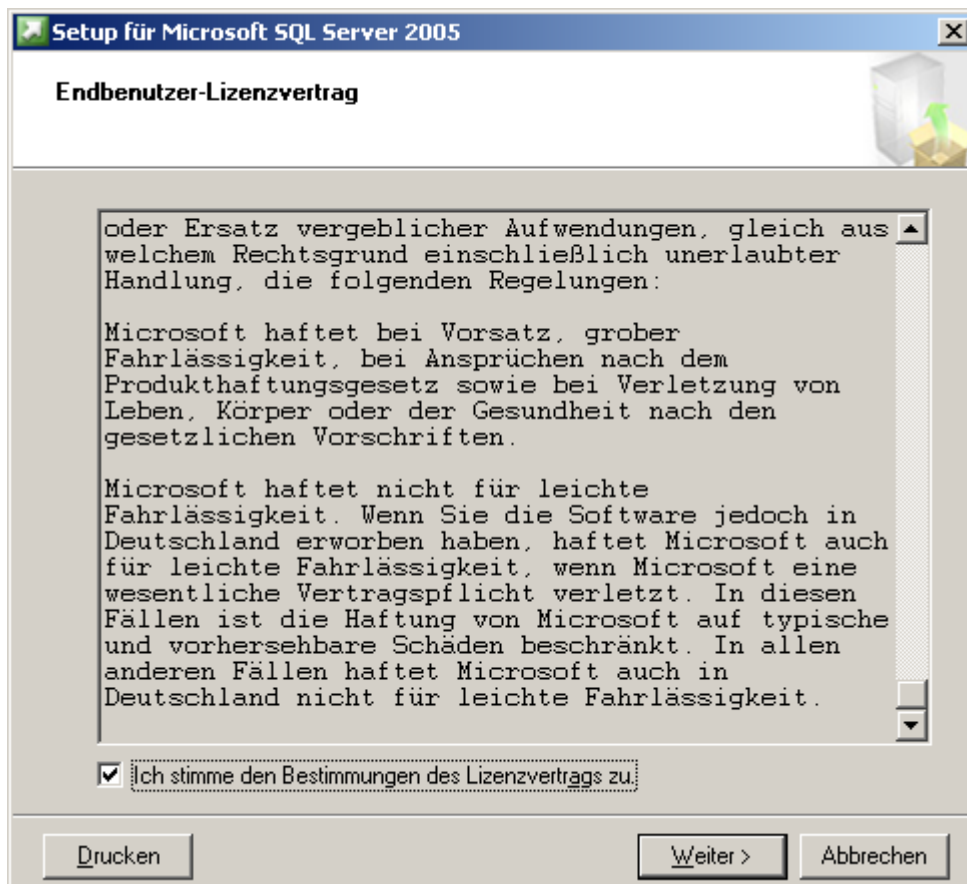 Setup für Microsoft SQL Server 2005
Endbenutzer-Lizenzvertrag
oder Ersatz vergeblicher Aufwendungen, gleich aus
welchem Rechtsgrund einschließlich unerlaubter
Handlung, die folgenden Regelungen:
Microsoft haftet bei Vorsatz, grober
Fahrlässigkeit, bei Ansprüchen nach dem
Produkthaftungsgesetz sowie bei Verletzung von
Leben, Körper oder der Gesundheit nach den
gesetzlichen Vorschriften.
Microsoft haftet nicht für leichte
Fahrlässigkeit. Wenn Sie die Software jedoch in
Deutschland erworben haben, haftet Microsoft auch
für leichte Fahrlässigkeit, wenn Microsoft eine
wesentliche Vertragspflicht verletzt. In diesen
Fällen ist die Haftung von Microsoft auf typische
und vorhersehbare Schäden beschränkt. In allen
anderen Fällen haftet Microsoft auch in
Deutschland nicht für leichte Fahrlässigkeit.
Ich stimme den Bestimmungen des Lizenzvertrags zu.
Drucken
Weiter >
Abbrechen